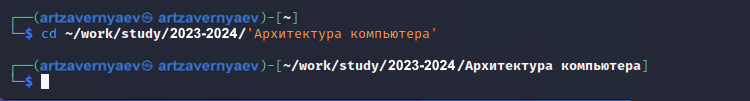 ┌──(artzavernyaev㉿ artzavernyaev)-[~]
└─$ cd ~/work/study/2023-2024/'Архитектура компьютера'
┌──(artzavernyaev㉿ artzavernyaev)-[~/work/study/2023-2024/Архитектура компьютера]
└─$